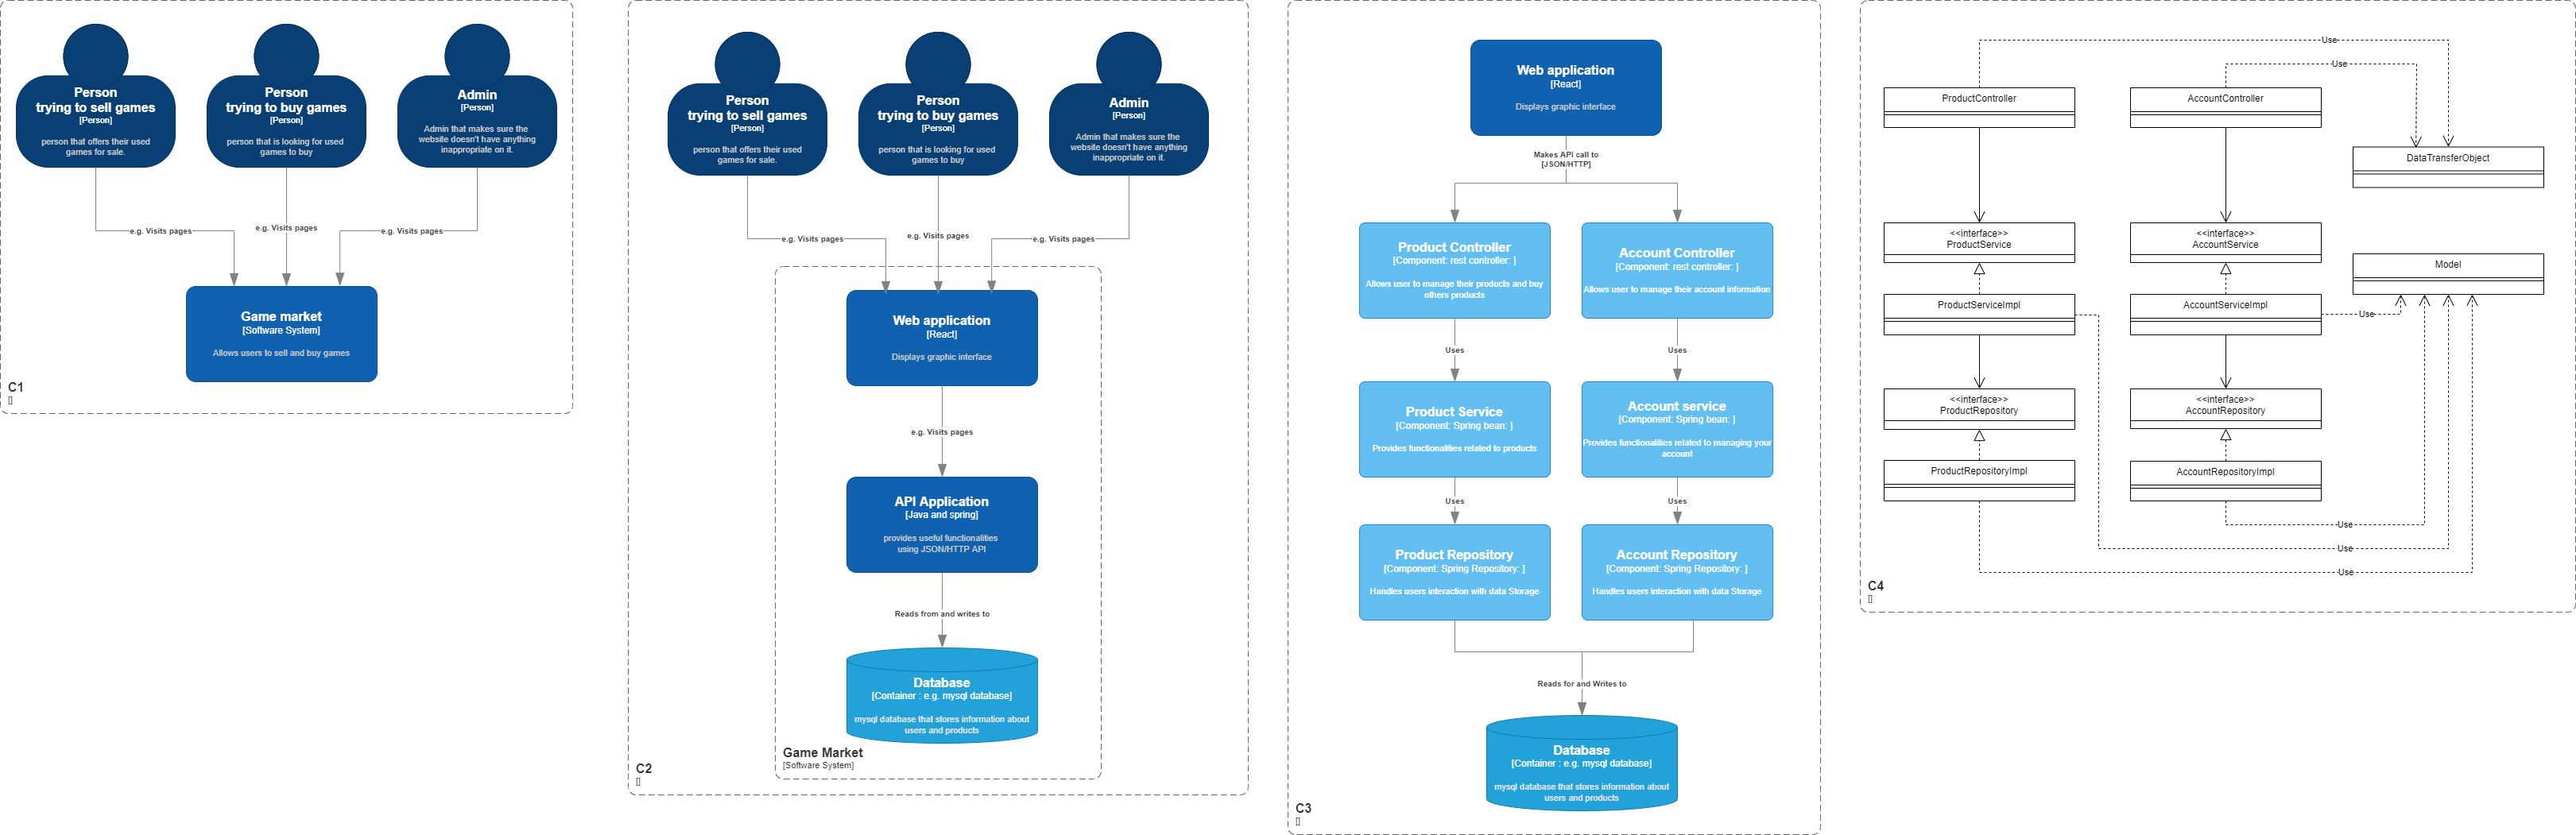 Person
trying to sell games
[Person]
person that offers their used
games for sale.
Person
trying to buy games
[Person]
person that is looking for used
games to buy
Admin
[Person]
Admin that makes sure the
website doesn't have anything
inappropriate on it.
e.g. Visits pages
e.g. Visits pages
e.g. Visits pages
Game market
[Software System]
Allows users to sell and buy games
C1
Person
trying to sell games
[Person]
person that offers their used
games for sale.
Person
trying to buy games
[Person]
person that is looking for used
games to buy
Admin
[Person]
Admin that makes sure the
website doesn't have anything
inappropriate on it.
e.g. Visits pages
e.g. Visits pages
e.g. Visits pages
Web application
[React]
Displays graphic interface
e.g. Visits pages
API Application
[Java and spring]
provides useful functionalities
using JSON/HTTP API
Reads from and writes to
Database
[Container : e.g. mysql database]
mysql database that stores information about
users and products
Game Market
[Software System]
C2
Web application
[React]
Displays graphic interface
Makes API call to
[JSON/HTTP]
Product Controller
[Component: rest controller: ]
Allows user to manage their products and buy
others products
Account Controller
[Component: rest controller: ]
Allows user to manage their account information
Uses
Uses
Product Service
[Component: Spring bean: ]
Provides functionalities related to products
Account service
[Component: Spring bean: ]
Provides functionalities related to managing your
account
Uses
Uses
Product Repository
[Component: Spring Repository: ]
Handles users interaction with data Storage
Account Repository
[Component: Spring Repository: ]
Handles users interaction with data Storage
Reads for and Writes to
Database
[Container : e.g. mysql database]
mysql database that stores information about
users and products
C3
Use
Use
ProductController
AccountController
DataTransferObject
<<interface>>
ProductService
<<interface>>
AccountService
Model
ProductServiceImpl
AccountServiceImpl
Use
<<interface>>
ProductRepository
<<interface>>
AccountRepository
ProductRepositoryImpl
AccountRepositoryImpl
Use
Use
Use
C4